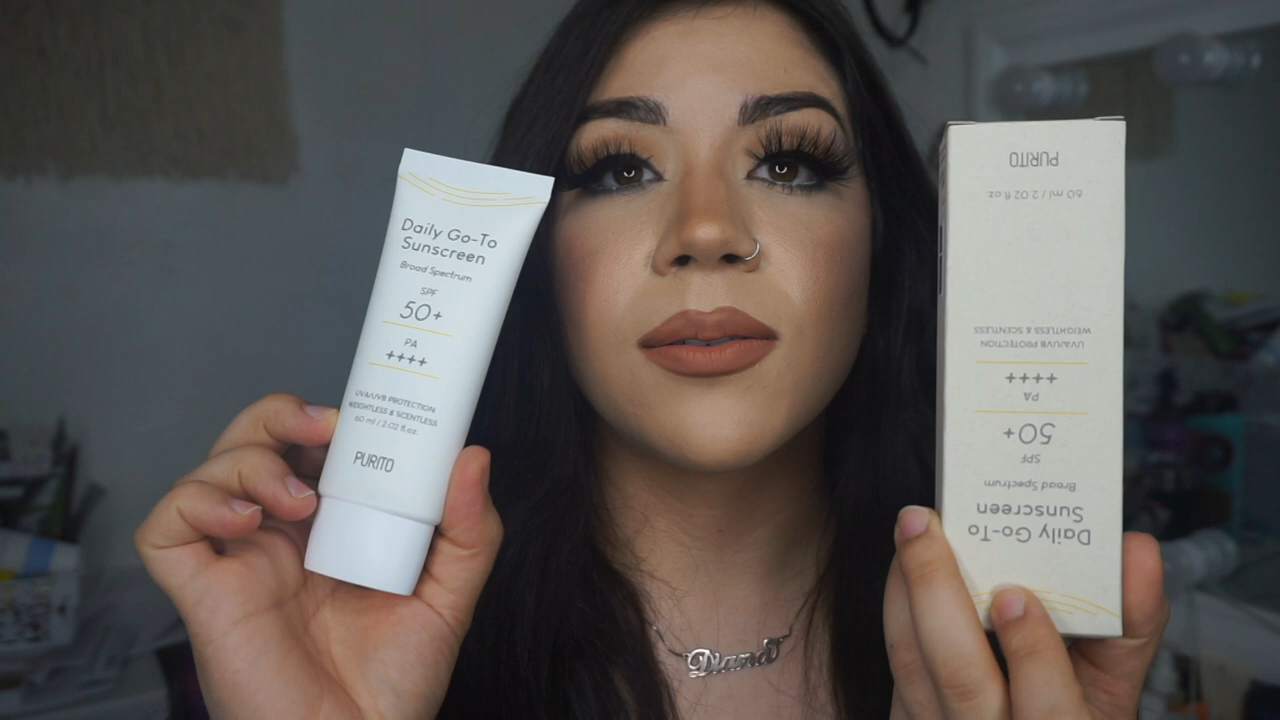 Daily Go-To
Sunscreen
Broad Spectrum
SPF
50+
PA
++++
UVA/UVB PROTECTION
WEIGHTLESS & SCENTLESS
60 ml / 2.02 fl.oz.
PURITO
Daily Go-To
Sunscreen
Broad Spectrum
SPF
50+
PA
++++
UVA/UVB PROTECTION
WEIGHTLESS & SCENTLESS
60 ml / 2.02 fl.oz.
PURITO